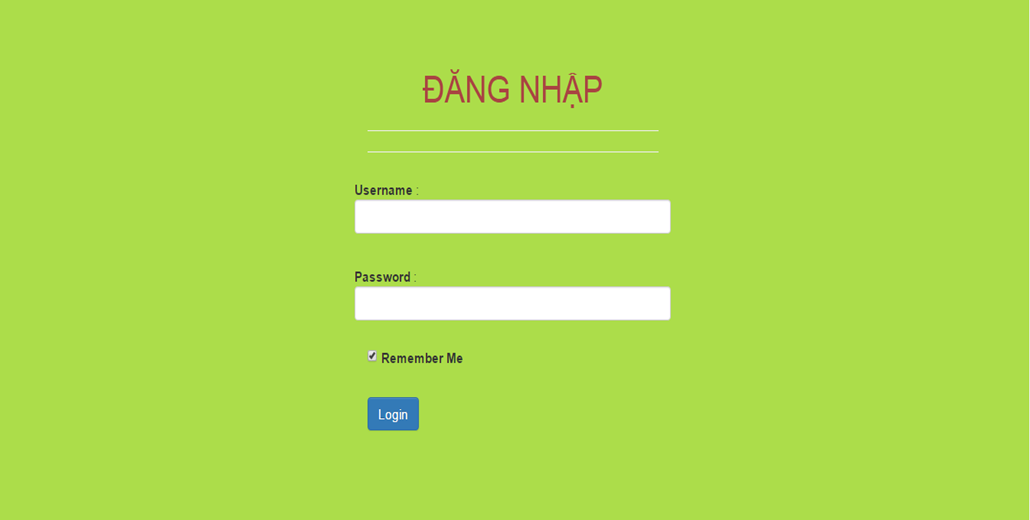 ĐĂNG NHẬP
Username :
Password :
Remember Me
Login